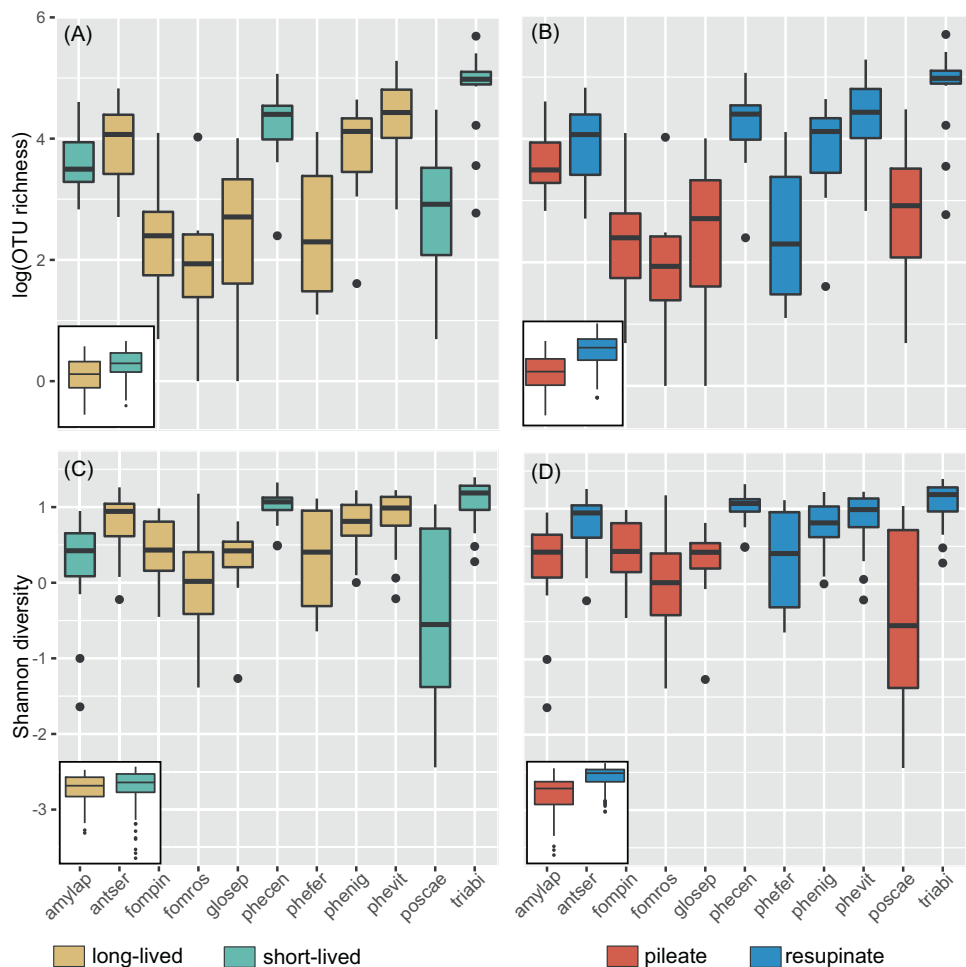 (A)
(B)
log(OTU richness)
6
4
2
0
(C)
(D)
Shannon diversity
1
0
-1
-2
-3
amylap antser fompin fomros glosep phecen phefer phenig phevit poscae triabi
amylap antser fompin fomros glosep phecen phefer phenig phevit poscae triabi
long-lived short-lived pileate resupinate